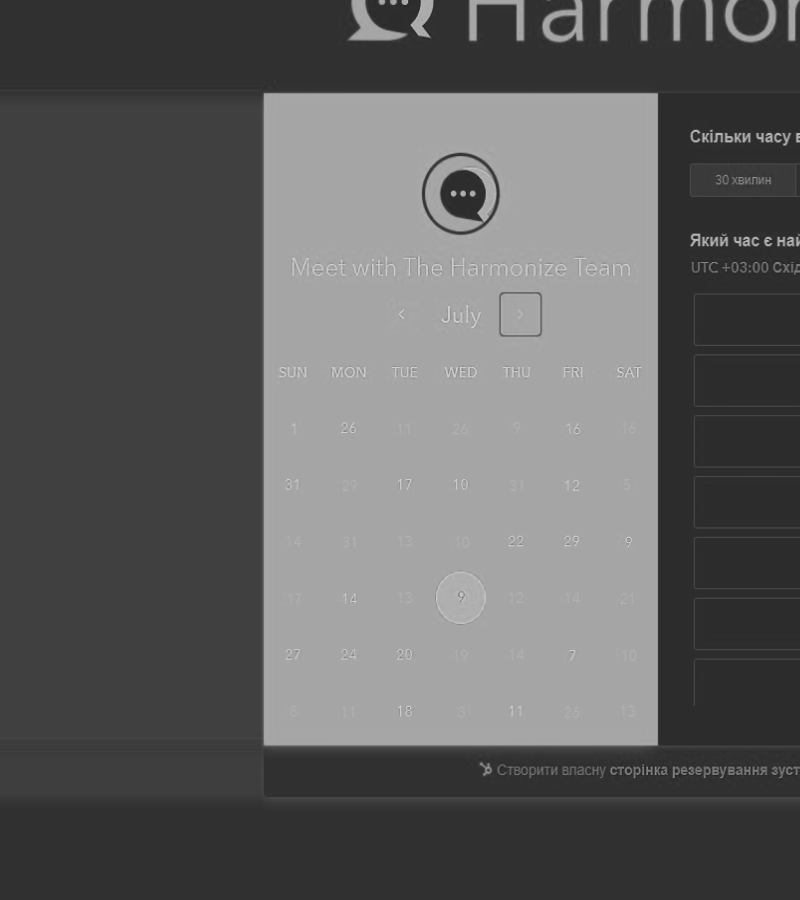 Harmon
Meet with The Harmonize Team
July
SUN MON TUE WED THU FRI SAT
1 26 11 26 9 16 16
31 29 17 10 31 12 5
14 31 13 10 22 29 9
17 14 13 9 12 14 21
27 24 20 19 14 7 10
8 11 18 3 11 26 13
Скільки часу в
30 хвилин
Який час є най
UTC +03:00 Схід
Створити власну сторінка резервування зуст